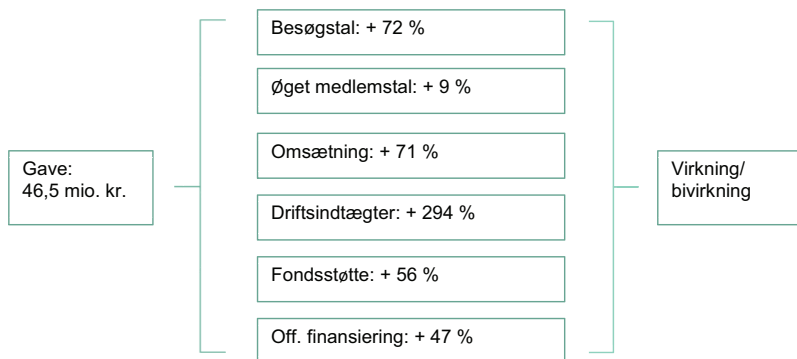 Gave:
46,5 mio. kr.
Besøgstal: + 72 %
Øget medlemstal: + 9 %
Omsætning: + 71 %
Driftsindtægter: + 294 %
Fondsstøtte: + 56 %
Off. finansiering: + 47 %
Virkning/
bivirkning